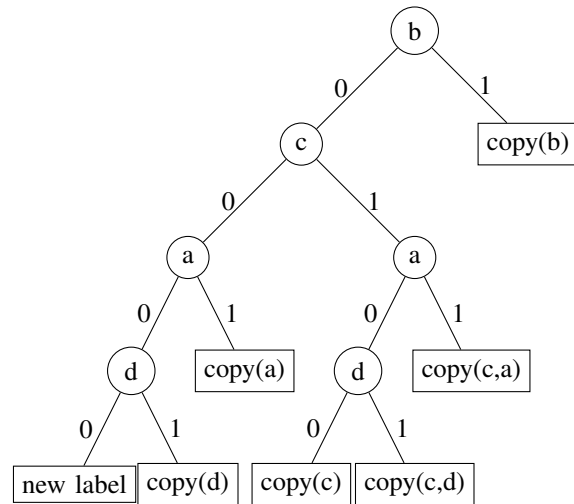 b
0 1
c copy(b)
0 1
a a
0 1 0 1
d copy(a) d copy(c,a)
0 1 0 1
new label copy(d) copy(c) copy(c,d)